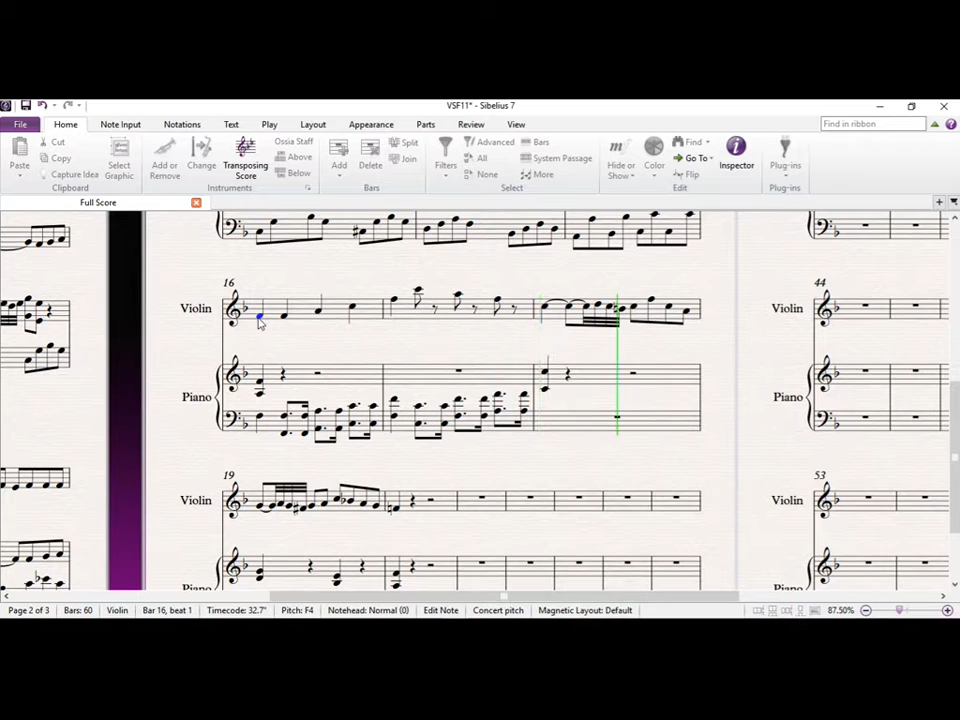 VSF11* - Sibelius 7
File Home Note Input Notations Text Play Layout Appearance Parts Review View Find in ribbon
Paste Cut Copy Capture Idea Select Graphic Add or Remove Change Transposing Score Ossia Staff Above Below Add Delete Split Join Filters Advanced All None Bars System Passage More Hide or Show Color Find Go To Flip Inspector Plug-ins
Clipboard Instruments Bars Select Edit Plug-ins
Full Score
16 44
Violin
Piano
19 53
Violin
Piano
Page 2 of 3 Bars: 60 Violin Bar 16, beat 1 Timecode: 32.7" Pitch: F4 Notehead: Normal (0) Edit Note Concert pitch Magnetic Layout: Default 87.50%